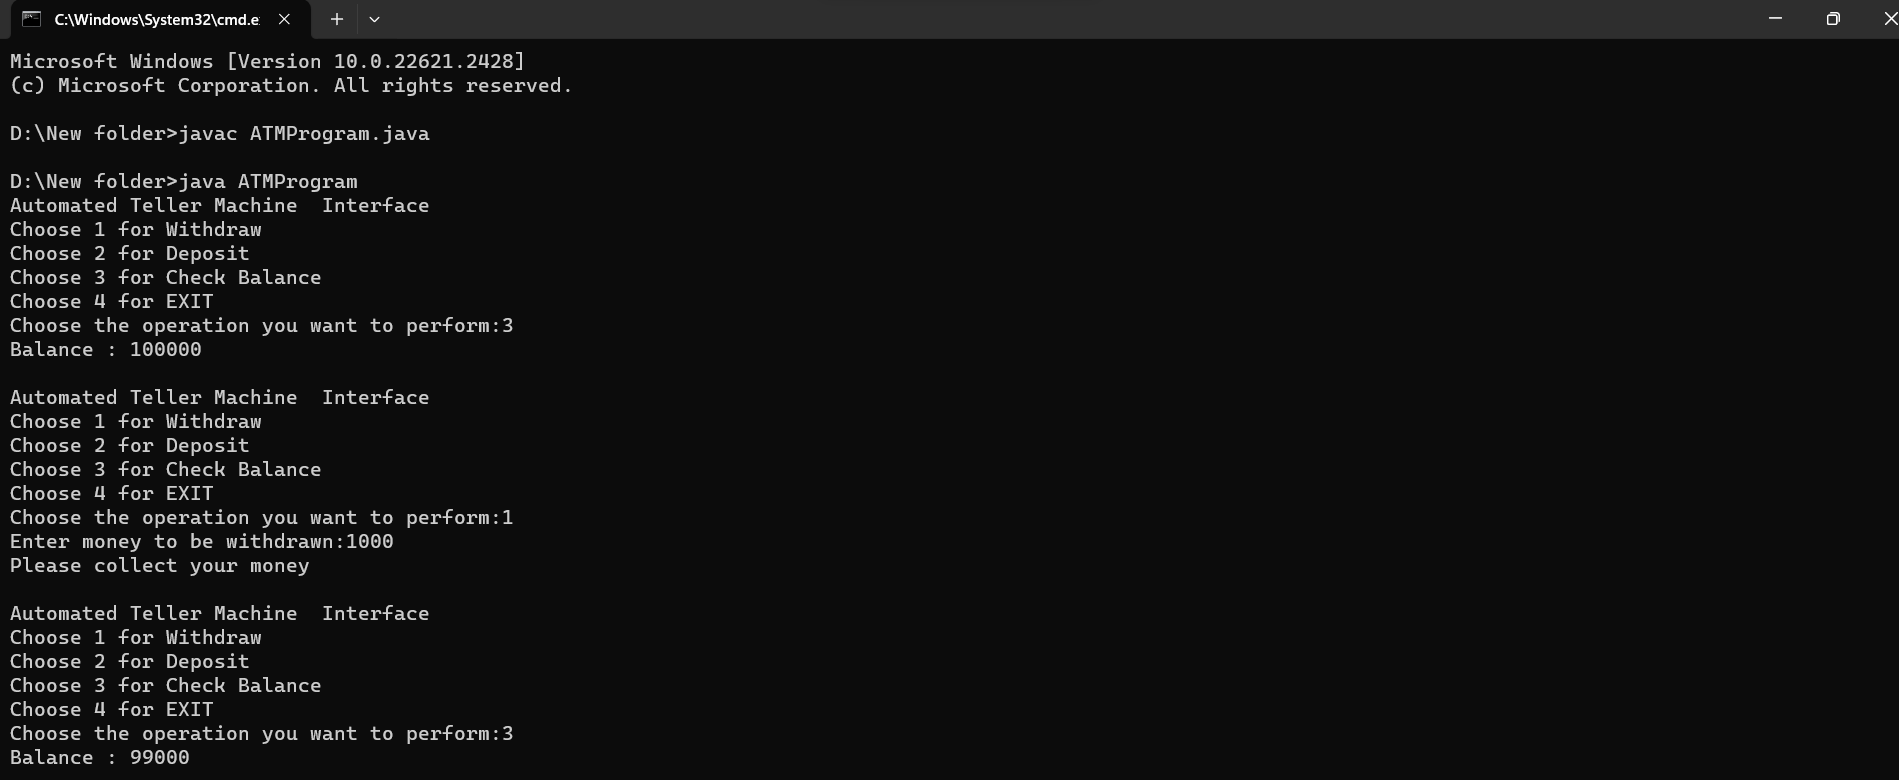 C:\Windows\System32\cmd.e
Microsoft Windows [Version 10.0.22621.2428]
(c) Microsoft Corporation. All rights reserved.
D:\New folder>javac ATMProgram.java
D:\New folder>java ATMProgram
Automated Teller Machine  Interface
Choose 1 for Withdraw
Choose 2 for Deposit
Choose 3 for Check Balance
Choose 4 for EXIT
Choose the operation you want to perform:3
Balance : 100000
Automated Teller Machine  Interface
Choose 1 for Withdraw
Choose 2 for Deposit
Choose 3 for Check Balance
Choose 4 for EXIT
Choose the operation you want to perform:1
Enter money to be withdrawn:1000
Please collect your money
Automated Teller Machine  Interface
Choose 1 for Withdraw
Choose 2 for Deposit
Choose 3 for Check Balance
Choose 4 for EXIT
Choose the operation you want to perform:3
Balance : 99000